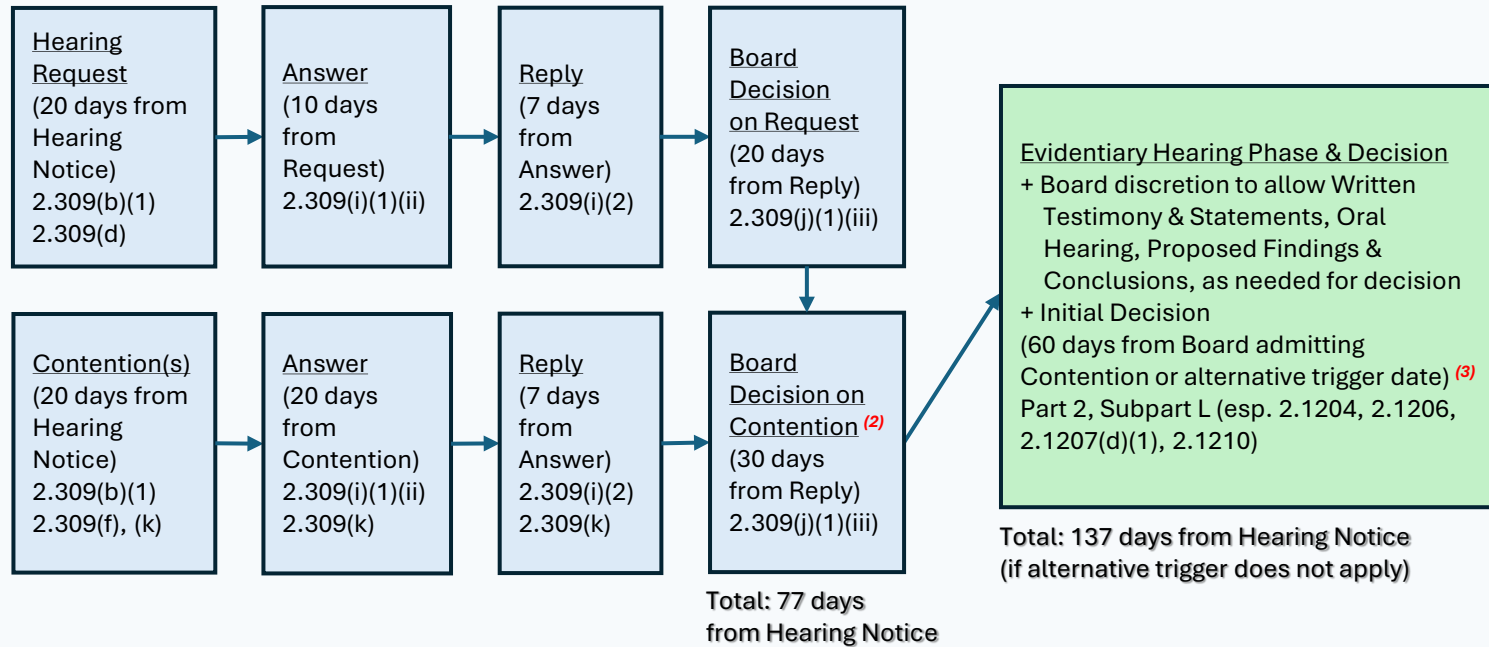 Hearing
Request
(20 days from
Hearing
Notice)
2.309(b)(1)
2.309(d)
Answer
(10 days
from
Request)
2.309(i)(1)(ii)
Reply
(7 days
from
Answer)
2.309(i)(2)
Board
Decision
on Request
(20 days
from Reply)
2.309(j)(1)(iii)
Contention(s)
(20 days from
Hearing
Notice)
2.309(b)(1)
2.309(f), (k)
Answer
(20 days
from
Contention)
2.309(i)(1)(ii)
2.309(k)
Reply
(7 days
from
Answer)
2.309(i)(2)
2.309(k)
Board
Decision on
Contention (2)
(30 days
from Reply)
2.309(j)(1)(iii)
Total: 77 days
from Hearing Notice
Evidentiary Hearing Phase & Decision
+ Board discretion to allow Written
Testimony & Statements, Oral
Hearing, Proposed Findings &
Conclusions, as needed for decision
+ Initial Decision
(60 days from Board admitting
Contention or alternative trigger date) (3)
Part 2, Subpart L (esp. 2.1204, 2.1206,
2.1207(d)(1), 2.1210)
Total: 137 days from Hearing Notice
(if alternative trigger does not apply)